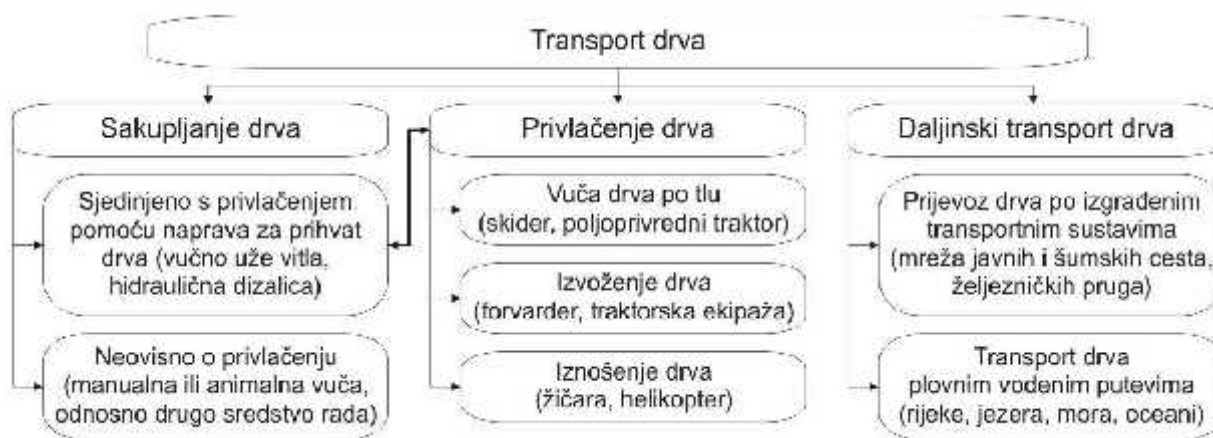 Transport drva
Sakupljanje drva
Sjedinjeno s privlačenjem
pomoću naprava za prihvat
drva (vučno uže vitla,
hidraulična dizalica)
Neovisno o privlačenju
(manualna ili animalna vuča,
odnosno drugo sredstvo rada)
Privlačenje drva
Vuča drva po tlu
(skider, poljoprivredni traktor)
Izvoženje drva
(forvarder, traktorska ekipaža)
Iznošenje drva
(žičara, helikopter)
Daljinski transport drva
Prijevoz drva po izgrađenim
transportnim sustavima
(mreža javnih i šumskih cesta,
željezničkih pruga)
Transport drva
plovnim vodenim putevima
(rijeke, jezera, mora, oceani)